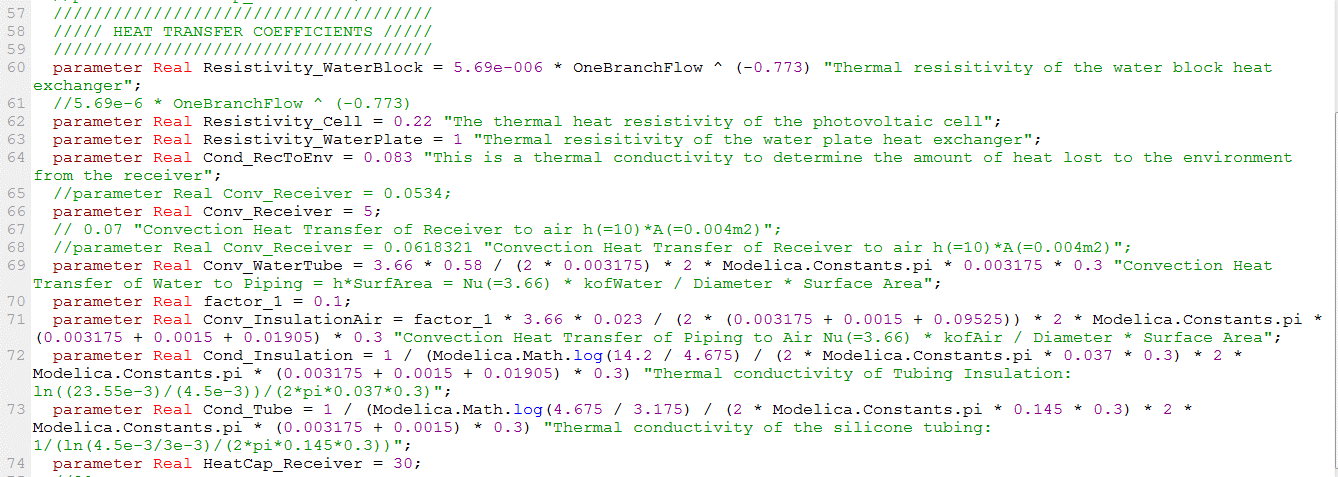 57 //////////////////////////////////////
58 ///// HEAT TRANSFER COEFFICIENTS /////
59 //////////////////////////////////////
60 parameter Real Resistivity_WaterBlock = 5.69e-006 * OneBranchFlow ^ (-0.773) "Thermal resisitivity of the water block heat
exchanger";
61 //5.69e-6 * OneBranchFlow ^ (-0.773)
62 parameter Real Resistivity_Cell = 0.22 "The thermal heat resistivity of the photovoltaic cell";
63 parameter Real Resistivity_WaterPlate = 1 "Thermal resisitivity of the water plate heat exchanger";
64 parameter Real Cond_RecToEnv = 0.083 "This is a thermal conductivity to determine the amount of heat lost to the environment
from the receiver";
65 //parameter Real Conv_Receiver = 0.0534;
66 parameter Real Conv_Receiver = 5;
67 // 0.07 "Convection Heat Transfer of Receiver to air h(=10)*A(=0.004m2)";
68 //parameter Real Conv_Receiver = 0.0618321 "Convection Heat Transfer of Receiver to air h(=10)*A(=0.004m2)";
69 parameter Real Conv_WaterTube = 3.66 * 0.58 / (2 * 0.003175) * 2 * Modelica.Constants.pi * 0.003175 * 0.3 "Convection Heat
Transfer of Water to Piping = h*SurfArea = Nu(=3.66) * kofWater / Diameter * Surface Area";
70 parameter Real factor_1 = 0.1;
71 parameter Real Conv_InsulationAir = factor_1 * 3.66 * 0.023 / (2 * (0.003175 + 0.0015 + 0.09525)) * 2 * Modelica.Constants.pi *
(0.003175 + 0.0015 + 0.01905) * 0.3 "Convection Heat Transfer of Piping to Air Nu(=3.66) * kofAir / Diameter * Surface Area";
72 parameter Real Cond_Insulation = 1 / (Modelica.Math.log(14.2 / 4.675) / (2 * Modelica.Constants.pi * 0.037 * 0.3) * 2 *
Modelica.Constants.pi * (0.003175 + 0.0015 + 0.01905) * 0.3) "Thermal conductivity of Tubing Insulation:
ln((23.55e-3)/(4.5e-3))/(2*pi*0.037*0.3)";
73 parameter Real Cond_Tube = 1 / (Modelica.Math.log(4.675 / 3.175) / (2 * Modelica.Constants.pi * 0.145 * 0.3) * 2 *
Modelica.Constants.pi * (0.003175 + 0.0015) * 0.3) "Thermal conductivity of the silicone tubing:
1/(ln(4.5e-3/3e-3)/(2*pi*0.145*0.3))";
74 parameter Real HeatCap_Receiver = 30;